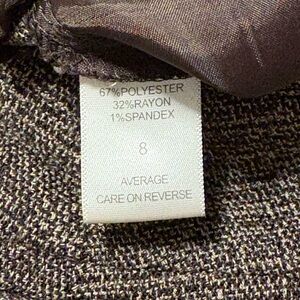 67%POLYESTER
32%RAYON
1%SPANDEX
8
AVERAGE
CARE ON REVERSE